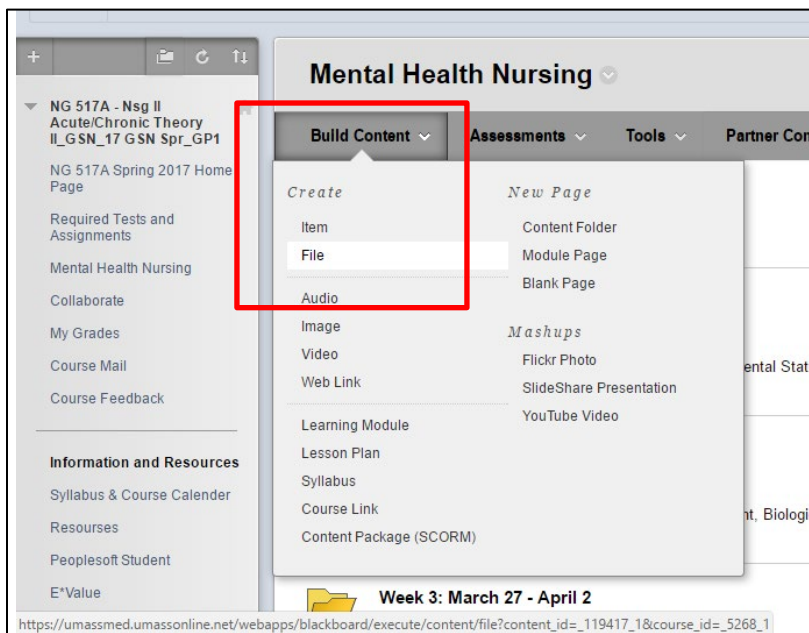 NG 517A - Nsg II
Acute/Chronic Theory
II_GSN_17 GSN Spr_GP1
NG 517A Spring 2017 Home
Page
Required Tests and
Assignments
Mental Health Nursing
Collaborate
My Grades
Course Mail
Course Feedback
Information and Resources
Syllabus & Course Calender
Resourses
Peoplesoft Student
E*Value
Mental Health Nursing
Build Content
Assessments
Tools
Partner Con
Create
Item
File
Audio
Image
Video
Web Link
Learning Module
Lesson Plan
Syllabus
Course Link
Content Package (SCORM)
New Page
Content Folder
Module Page
Blank Page
Mashups
Flickr Photo
SlideShare Presentation
YouTube Video
ental Stat
nt, Biologi
Week 3: March 27 - April 2
https://umassmed.umassonline.net/webapps/blackboard/execute/content/file?content_id=_119417_1&course_id=_5268_1